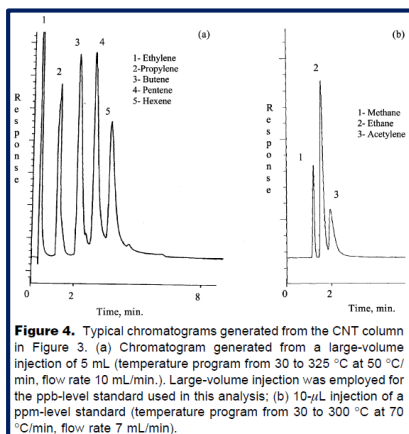 (a)
1
2
3
4
5
1- Ethylene
2-Propylene
3- Butene
4- Pentene
5- Hexene
Response
0
2
8
Time, min.
(b)
1
2
3
1- Methane
2- Ethane
3- Acetylene
Response
0
2
Time, min.
Figure 4. Typical chromatograms generated from the CNT column
in Figure 3. (a) Chromatogram generated from a large-volume
injection of 5 mL (temperature program from 30 to 325 °C at 50 °C/
min, flow rate 10 mL/min.). Large-volume injection was employed for
the ppb-level standard used in this analysis; (b) 10-μL injection of a
ppm-level standard (temperature program from 30 to 300 °C at 70
°C/min, flow rate 7 mL/min).